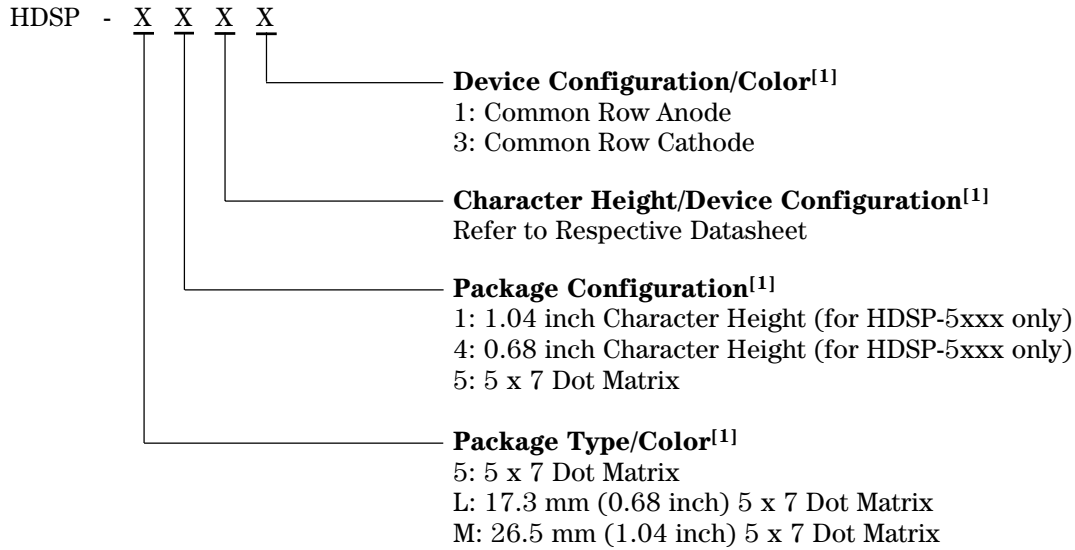 HDSP - X X X X
Device Configuration/Color[1]
1: Common Row Anode
3: Common Row Cathode
Character Height/Device Configuration[1]
Refer to Respective Datasheet
Package Configuration[1]
1: 1.04 inch Character Height (for HDSP-5xxx only)
4: 0.68 inch Character Height (for HDSP-5xxx only)
5: 5 x 7 Dot Matrix
Package Type/Color[1]
5: 5 x 7 Dot Matrix
L: 17.3 mm (0.68 inch) 5 x 7 Dot Matrix
M: 26.5 mm (1.04 inch) 5 x 7 Dot Matrix